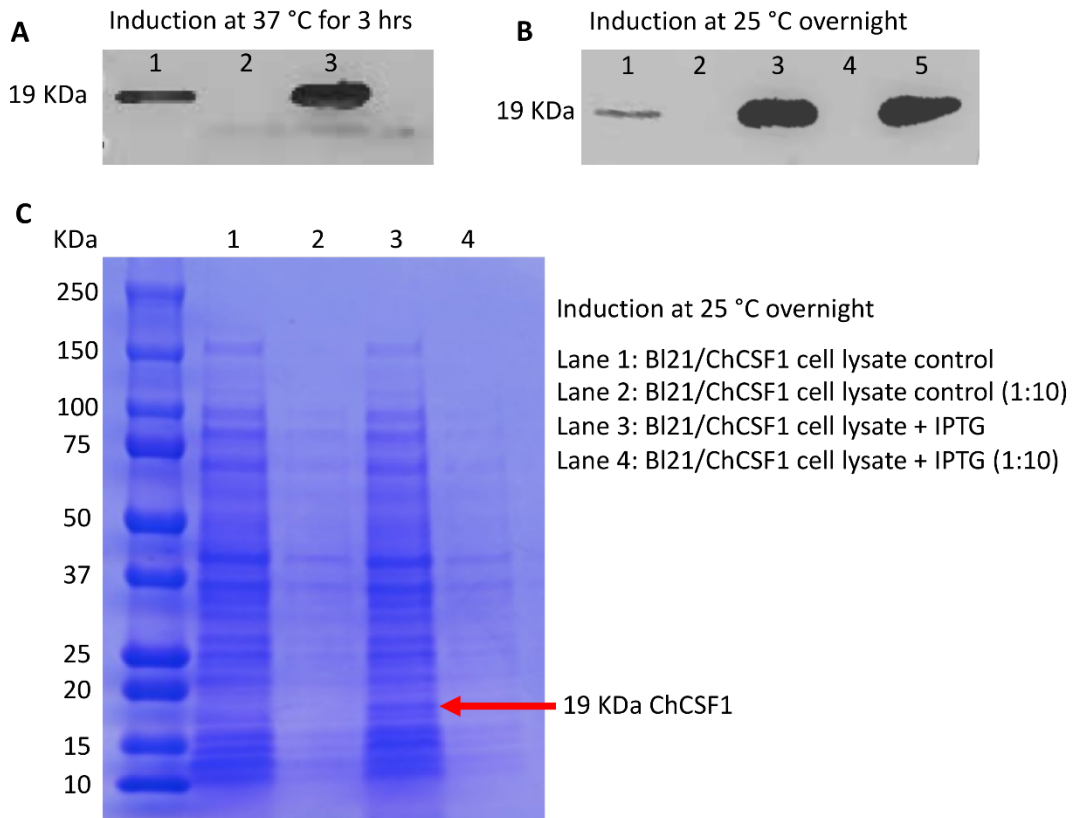 A
Induction at 37 °C for 3 hrs
1 2 3
19 KDa
B
Induction at 25 °C overnight
1 2 3 4 5
19 KDa
C
KDa 1 2 3 4
250
150
100
75
50
37
25
20
15
10
Induction at 25 °C overnight
Lane 1: Bl21/ChCSF1 cell lysate control
Lane 2: Bl21/ChCSF1 cell lysate control (1:10)
Lane 3: Bl21/ChCSF1 cell lysate + IPTG
Lane 4: Bl21/ChCSF1 cell lysate + IPTG (1:10)
19 KDa ChCSF1